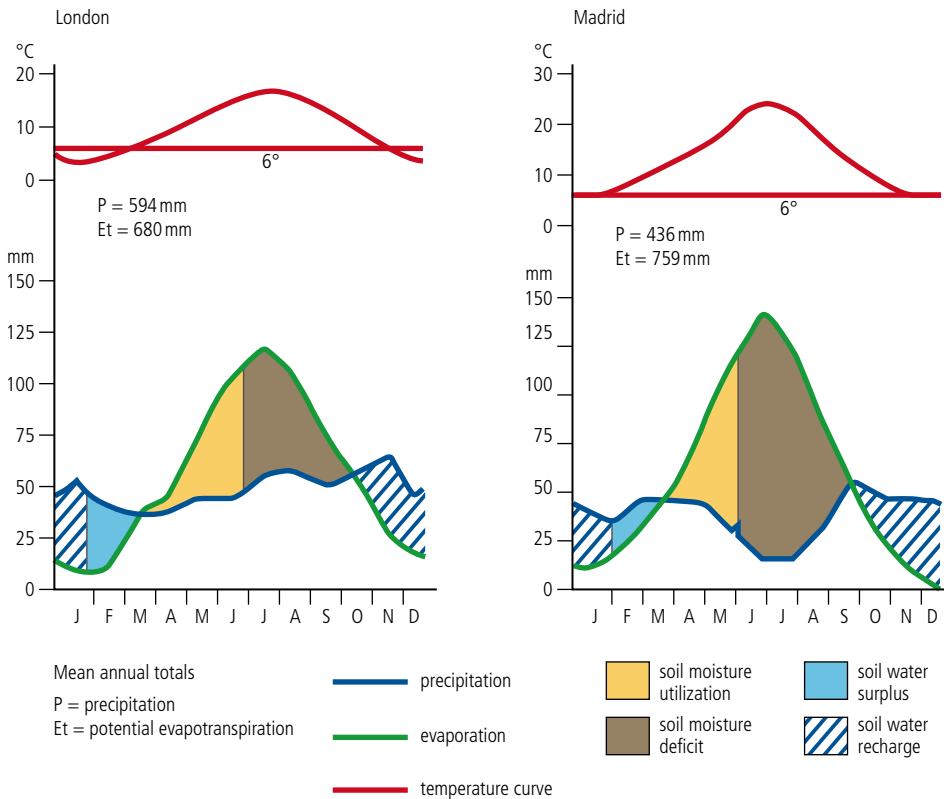 London
°C
20
10
0
6°
P = 594 mm
Et = 680 mm
mm
150
125
100
75
50
25
0
J F M A M J J A S O N D
Madrid
°C
30
20
10
0
6°
P = 436 mm
Et = 759 mm
mm
150
125
100
75
50
25
0
J F M A M J J A S O N D
Mean annual totals
P = precipitation
Et = potential evapotranspiration
precipitation
evaporation
temperature curve
soil moisture
utilization
soil moisture
deficit
soil water
surplus
soil water
recharge